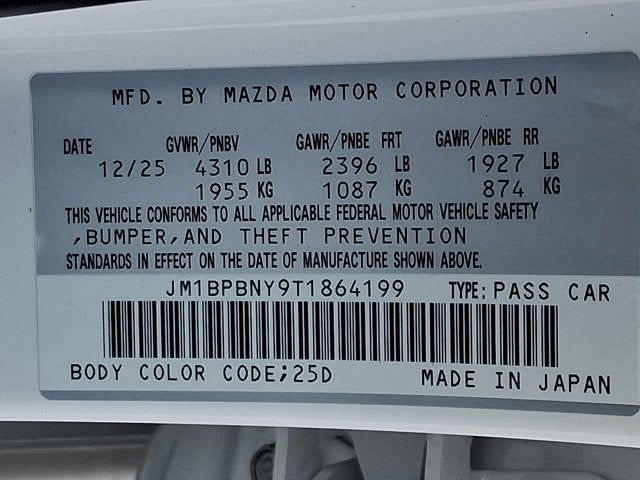 MFD. BY MAZDA MOTOR CORPORATION
DATE GVWR/PNBV GAWR/PNBE FRT GAWR/PNBE RR
12/25 4310 LB 2396 LB 1927 LB
1955 KG 1087 KG 874 KG
THIS VEHICLE CONFORMS TO ALL APPLICABLE FEDERAL MOTOR VEHICLE SAFETY
,BUMPER,AND THEFT PREVENTION
STANDARDS IN EFFECT ON THE DATE OF MANUFACTURE SHOWN ABOVE.
JM1BPBNY9T1864199 TYPE: PASS CAR
BODY COLOR CODE;25D MADE IN JAPAN